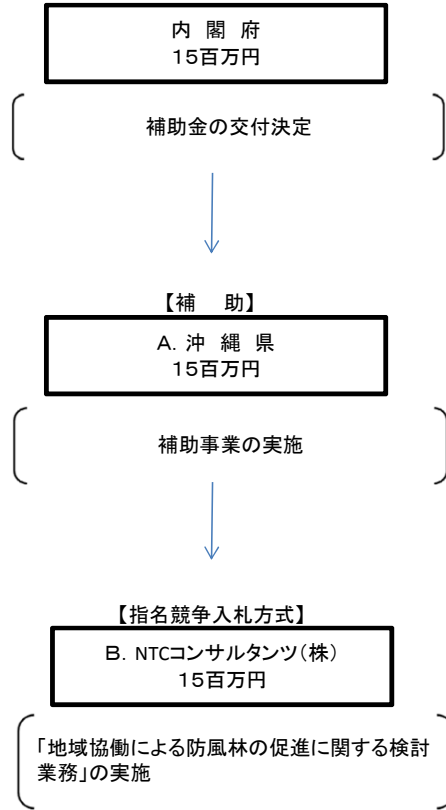 内 閣 府
15百万円
補助金の交付決定
【補 助】
A. 沖 縄 県
15百万円
補助事業の実施
【指名競争入札方式】
B. NTCコンサルタンツ(株)
15百万円
「地域協働による防風林の促進に関する検討
業務」の実施